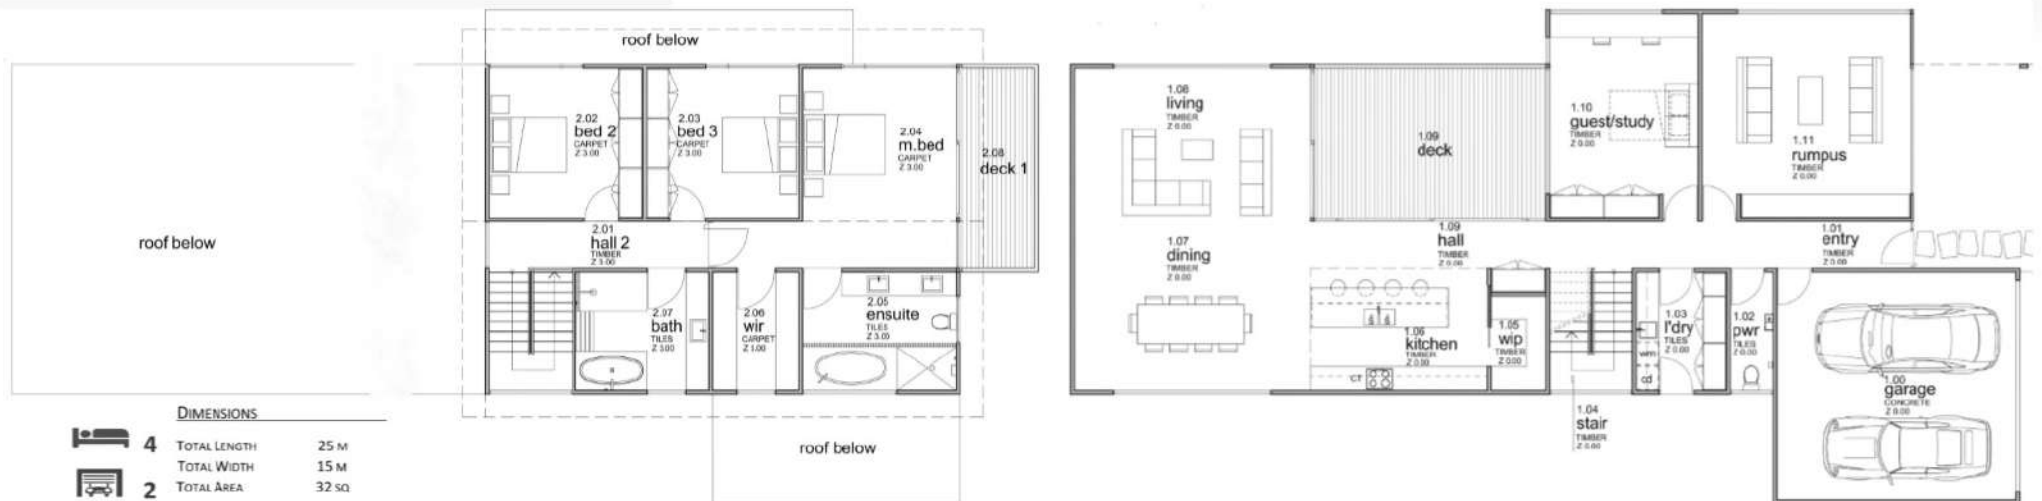 roof below
2.02
bed 2
CARPET
Z 3.00
2.03
bed 3
CARPET
Z 3.00
2.04
m.bed
CARPET
Z 3.00
2.08
deck 1
roof below
2.01
hall 2
TIMBER
Z 3.00
2.07
bath
TILES
Z 3.00
2.06
wir
CARPET
2.05
ensuite
TILES
Z 3.00
roof below
DIMENSIONS
4 TOTAL LENGTH 25 M
TOTAL WIDTH 15 M
2 TOTAL AREA 32 SQ
1.08
living
TIMBER
Z 0.00
1.09
deck
1.10
guest/study
TIMBER
Z 0.00
1.11
rumpus
TIMBER
Z 0.00
1.07
dining
TIMBER
Z 0.00
1.09
hall
TIMBER
Z 0.00
1.01
entry
TIMBER
Z 0.00
1.06
kitchen
TIMBER
Z 0.00
CT
1.05
wip
TIMBER
Z 0.00
1.04
stair
TIMBER
Z 0.00
1.03
l'dry
TILES
Z 0.00
wm
cd
1.02
pwr
TILES
Z 0.00
1.00
garage
CONCRETE
Z 0.00